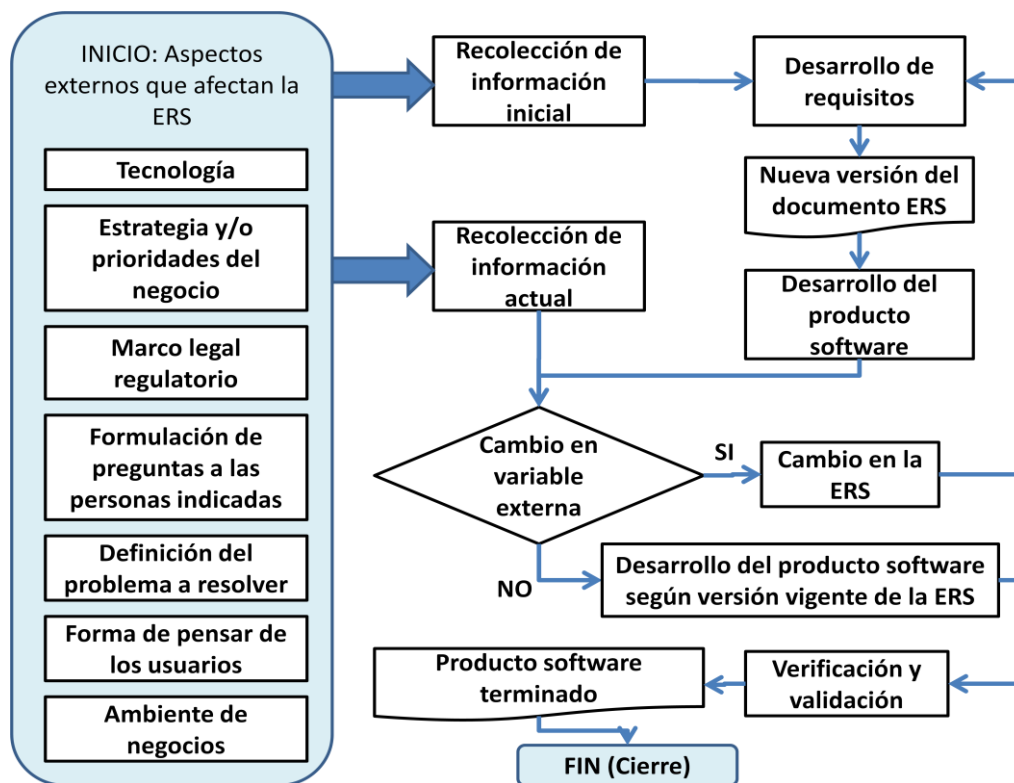 INICIO: Aspectos
externos que afectan la
ERS
Tecnología
Estrategia y/o
prioridades del
negocio
Marco legal
regulatorio
Formulación de
preguntas a las
personas indicadas
Definición del
problema a resolver
Forma de pensar de
los usuarios
Ambiente de
negocios
Recolección de
información
inicial
Desarrollo de
requisitos
Nueva versión del
documento ERS
Recolección de
información
actual
Desarrollo del
producto
software
Cambio en
variable
externa
SI
Cambio en la
ERS
NO
Desarrollo del producto software
según versión vigente de la ERS
Verificación y
validación
Producto software
terminado
FIN (Cierre)